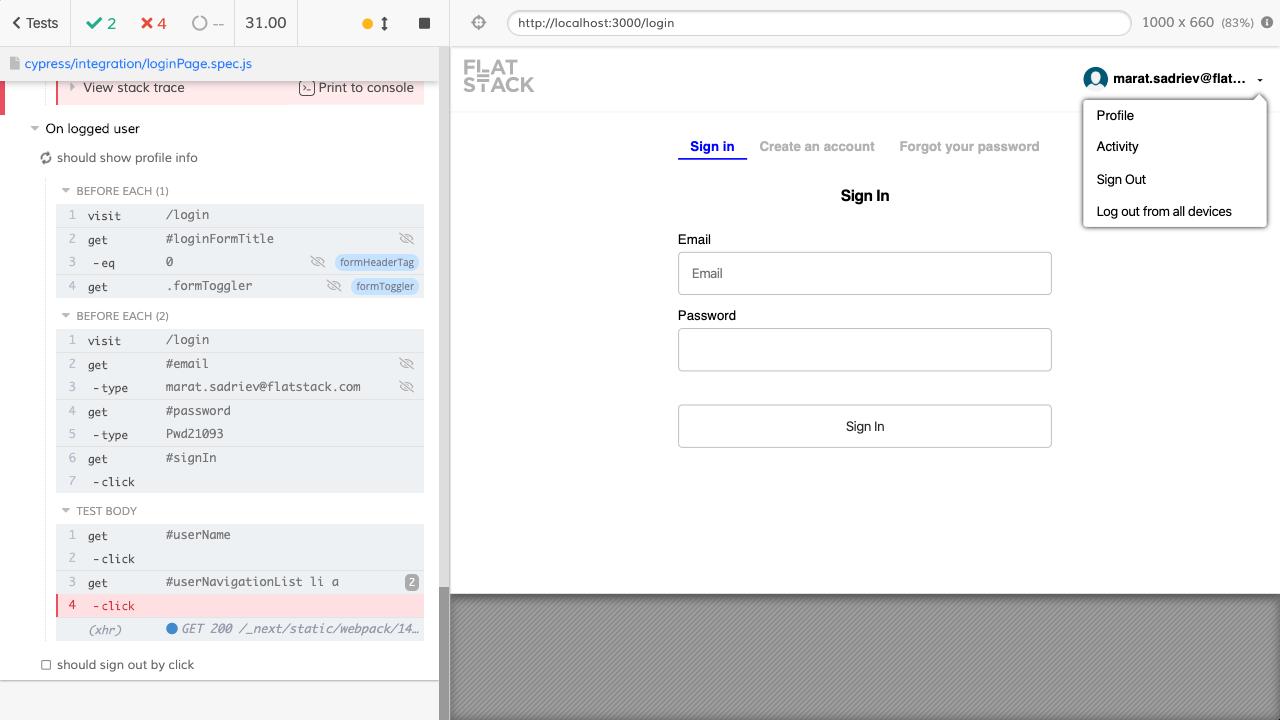 Tests
2
4
--
31.00
http://localhost:3000/login
1000 x 660 (83%)
cypress/integration/loginPage.spec.js
View stack trace
Print to console
On logged user
should show profile info
BEFORE EACH (1)
1 visit /login
2 get #loginFormTitle
3 -eq 0 formHeaderTag
4 get .formToggler formToggler
BEFORE EACH (2)
1 visit /login
2 get #email
3 -type marat.sadriev@flatstack.com
4 get #password
5 -type Pwd21093
6 get #signIn
7 -click
TEST BODY
1 get #userName
2 -click
3 get #userNavigationList li a 2
4 -click
(xhr) GET 200 /_next/static/webpack/14...
should sign out by click
FLAT
STACK
marat.sadriev@flat...
Profile
Activity
Sign Out
Log out from all devices
Sign in Create an account Forgot your password
Sign In
Email
Email
Password
Sign In